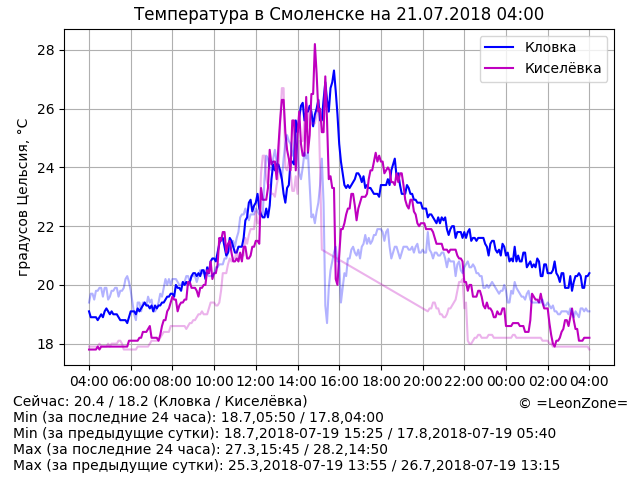 Температура в Смоленске на 21.07.2018 04:00
градусов Цельсия, °C
28
26
24
22
20
18
Кловка
Киселёвка
04:00 06:00 08:00 10:00 12:00 14:00 16:00 18:00 20:00 22:00 00:00 02:00 04:00
Сейчас: 20.4 / 18.2 (Кловка / Киселёвка)
© =LeonZone=
Min (за последние 24 часа): 18.7,05:50 / 17.8,04:00
Min (за предыдущие сутки): 18.7,2018-07-19 15:25 / 17.8,2018-07-19 05:40
Max (за последние 24 часа): 27.3,15:45 / 28.2,14:50
Max (за предыдущие сутки): 25.3,2018-07-19 13:55 / 26.7,2018-07-19 13:15